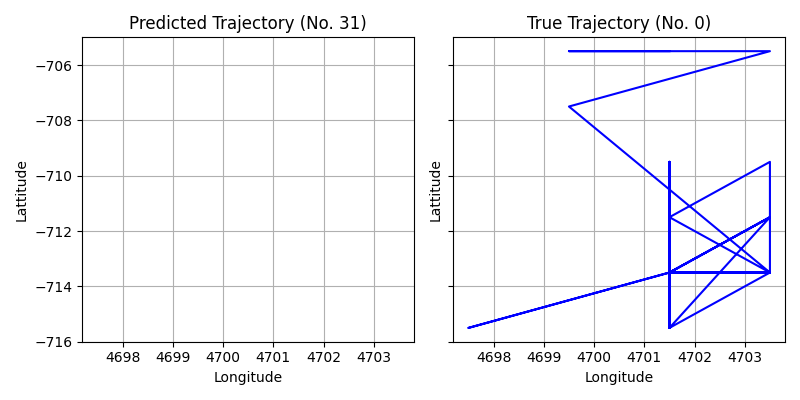 Predicted Trajectory (No. 31)
True Trajectory (No. 0)
−706
−708
−710
−712
−714
−716
Lattitude
Lattitude
4698 4699 4700 4701 4702 4703
4698 4699 4700 4701 4702 4703
Longitude
Longitude